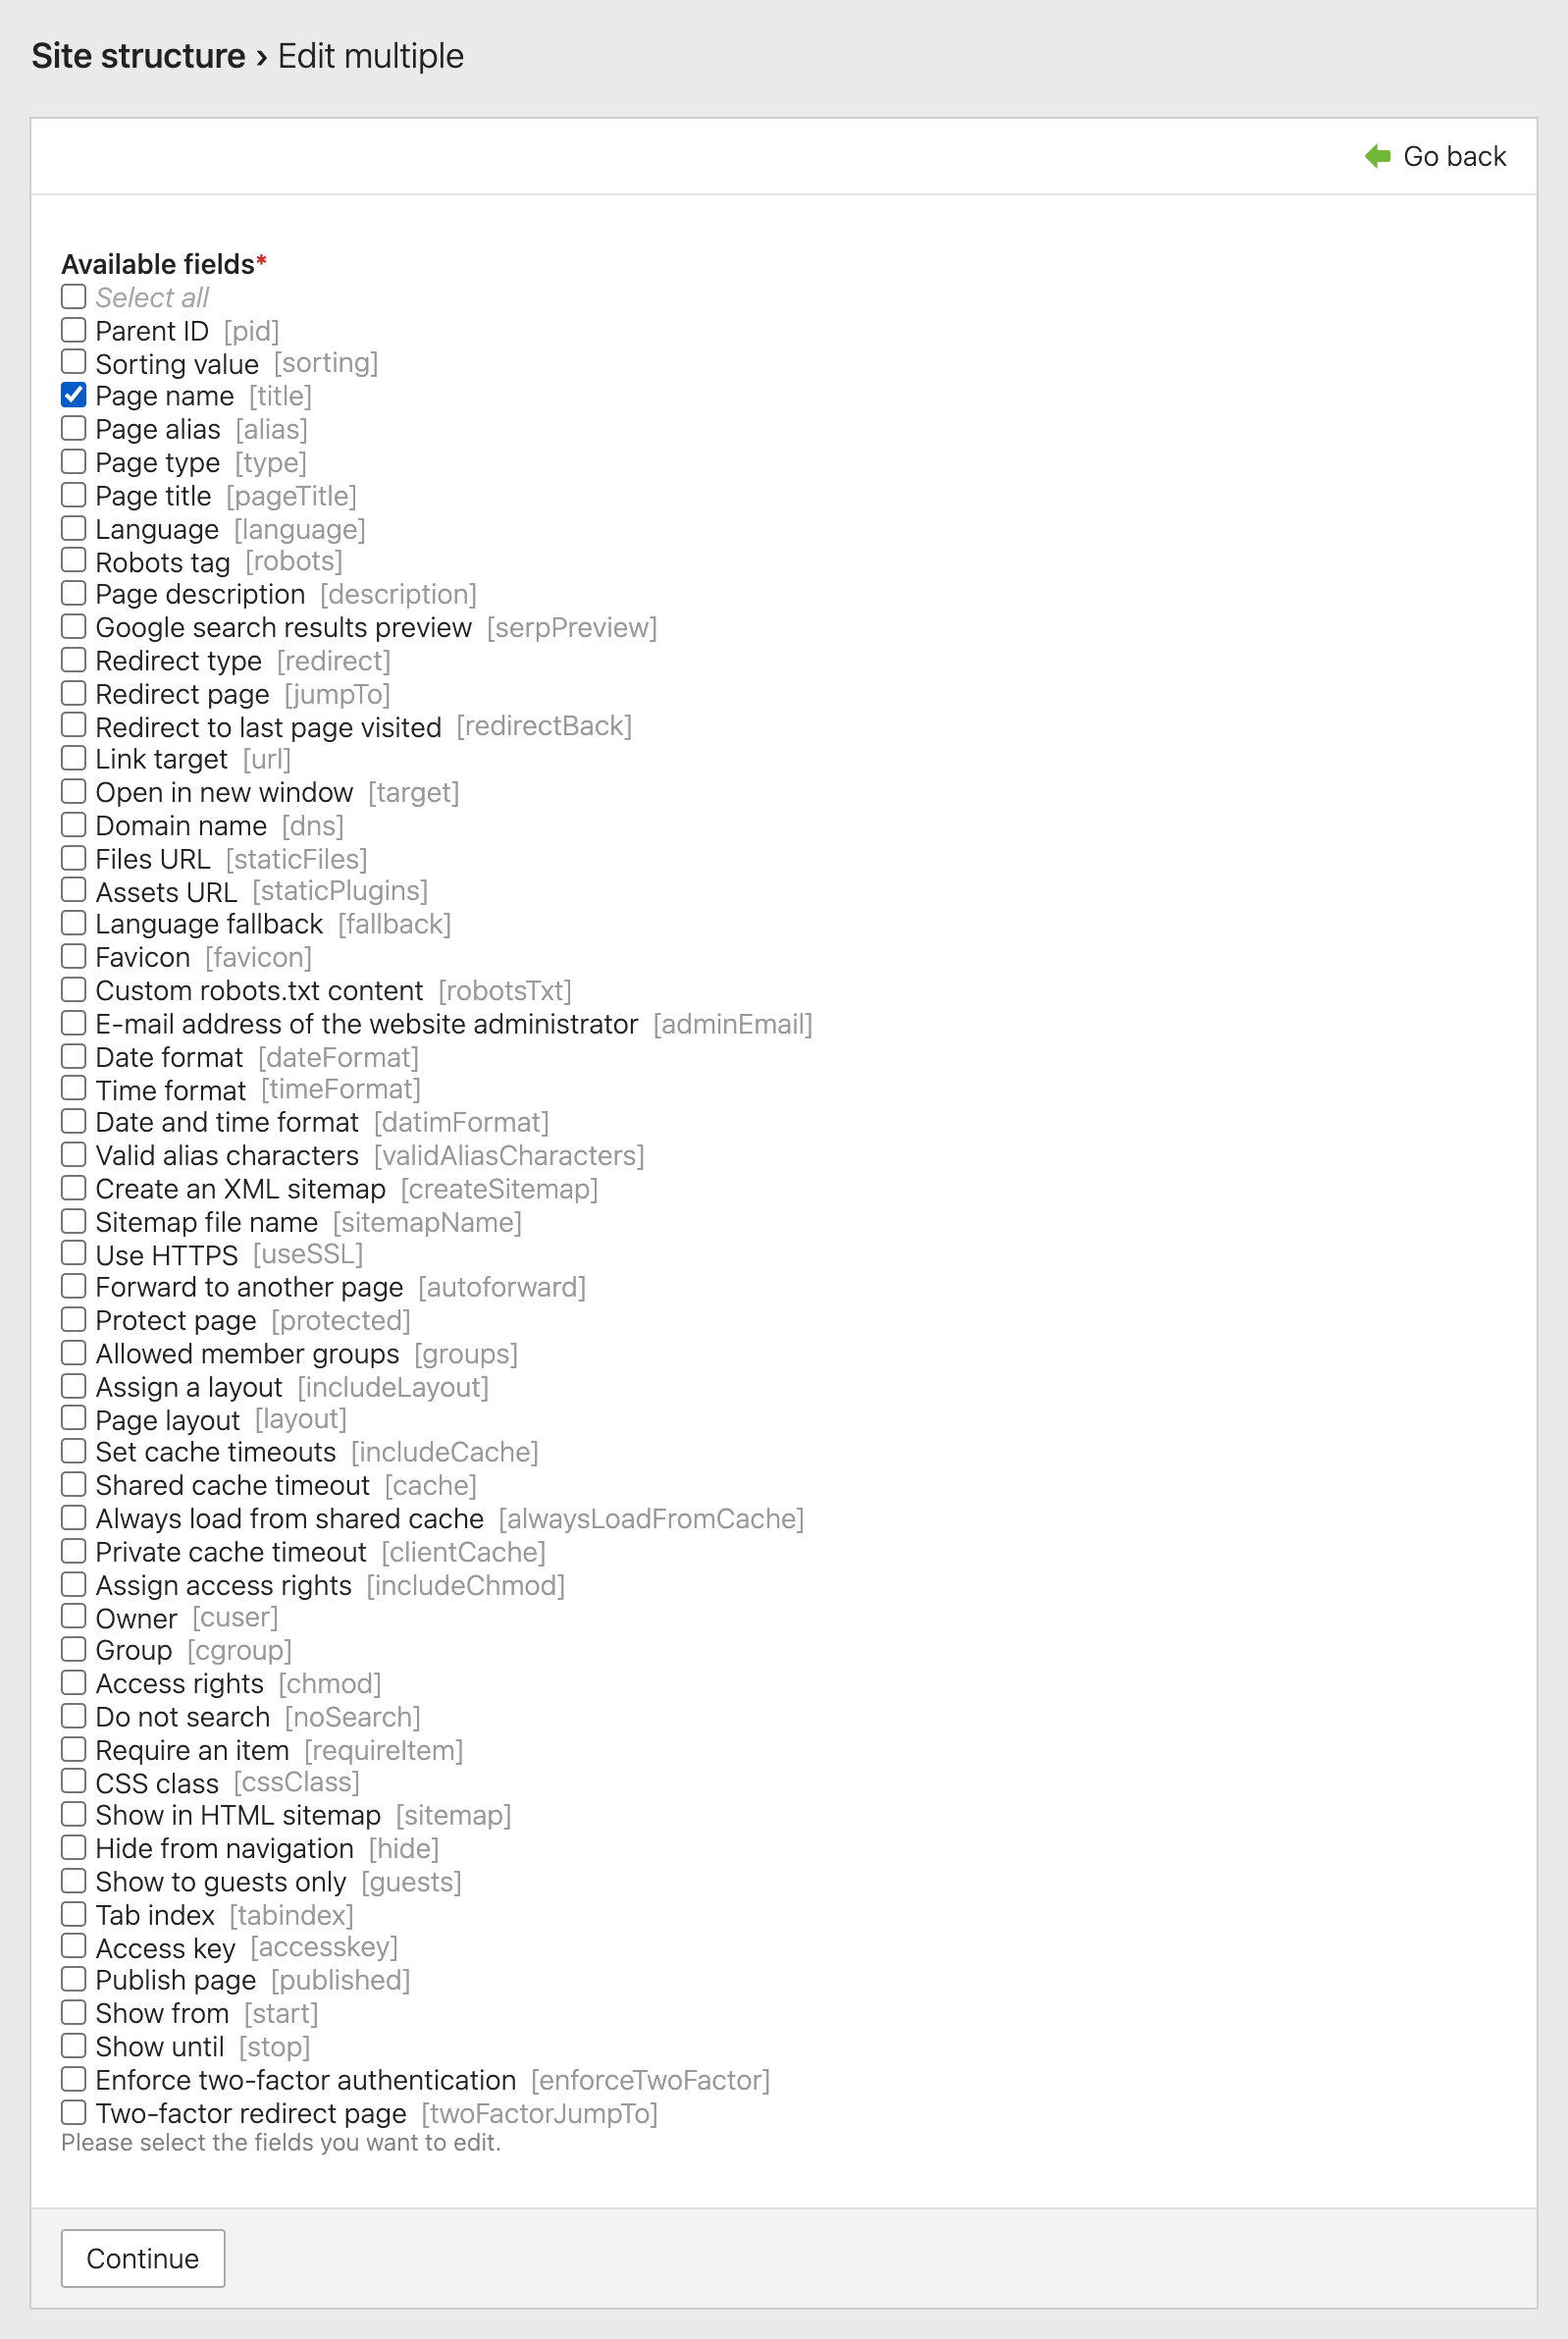 Site structure › Edit multiple
Go back
Available fields*
Select all
Parent ID [pid]
Sorting value [sorting]
Page name [title]
Page alias [alias]
Page type [type]
Page title [pageTitle]
Language [language]
Robots tag [robots]
Page description [description]
Google search results preview [serpPreview]
Redirect type [redirect]
Redirect page [jumpTo]
Redirect to last page visited [redirectBack]
Link target [url]
Open in new window [target]
Domain name [dns]
Files URL [staticFiles]
Assets URL [staticPlugins]
Language fallback [fallback]
Favicon [favicon]
Custom robots.txt content [robotsTxt]
E-mail address of the website administrator [adminEmail]
Date format [dateFormat]
Time format [timeFormat]
Date and time format [datimFormat]
Valid alias characters [validAliasCharacters]
Create an XML sitemap [createSitemap]
Sitemap file name [sitemapName]
Use HTTPS [useSSL]
Forward to another page [autoforward]
Protect page [protected]
Allowed member groups [groups]
Assign a layout [includeLayout]
Page layout [layout]
Set cache timeouts [includeCache]
Shared cache timeout [cache]
Always load from shared cache [alwaysLoadFromCache]
Private cache timeout [clientCache]
Assign access rights [includeChmod]
Owner [cuser]
Group [cgroup]
Access rights [chmod]
Do not search [noSearch]
Require an item [requireItem]
CSS class [cssClass]
Show in HTML sitemap [sitemap]
Hide from navigation [hide]
Show to guests only [guests]
Tab index [tabindex]
Access key [accesskey]
Publish page [published]
Show from [start]
Show until [stop]
Enforce two-factor authentication [enforceTwoFactor]
Two-factor redirect page [twoFactorJumpTo]
Please select the fields you want to edit.
Continue